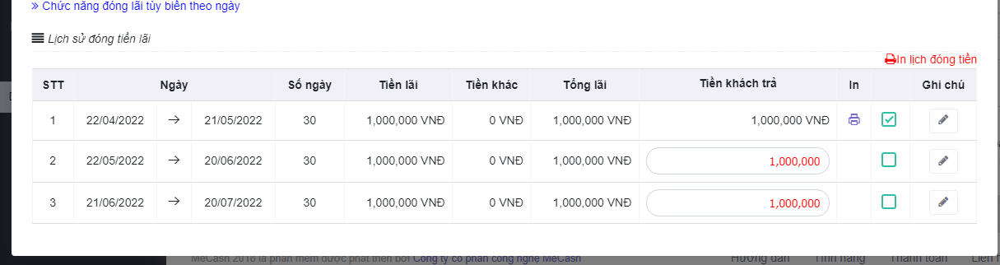 » Chức năng đóng lãi tùy biến theo ngày
Lịch sử đóng tiền lãi
In lịch đóng tiền
STT Ngày Số ngày Tiền lãi Tiền khác Tổng lãi Tiền khách trả In Ghi chú
1 22/04/2022 → 21/05/2022 30 1,000,000 VNĐ 0 VNĐ 1,000,000 VNĐ 1,000,000 VNĐ
2 22/05/2022 → 20/06/2022 30 1,000,000 VNĐ 0 VNĐ 1,000,000 VNĐ 1,000,000
3 21/06/2022 → 20/07/2022 30 1,000,000 VNĐ 0 VNĐ 1,000,000 VNĐ 1,000,000
MeCash 2018 là phần mềm được phát triển bởi Công ty cổ phần công nghệ MeCash Hướng dẫn Tính năng Thanh toán Liên